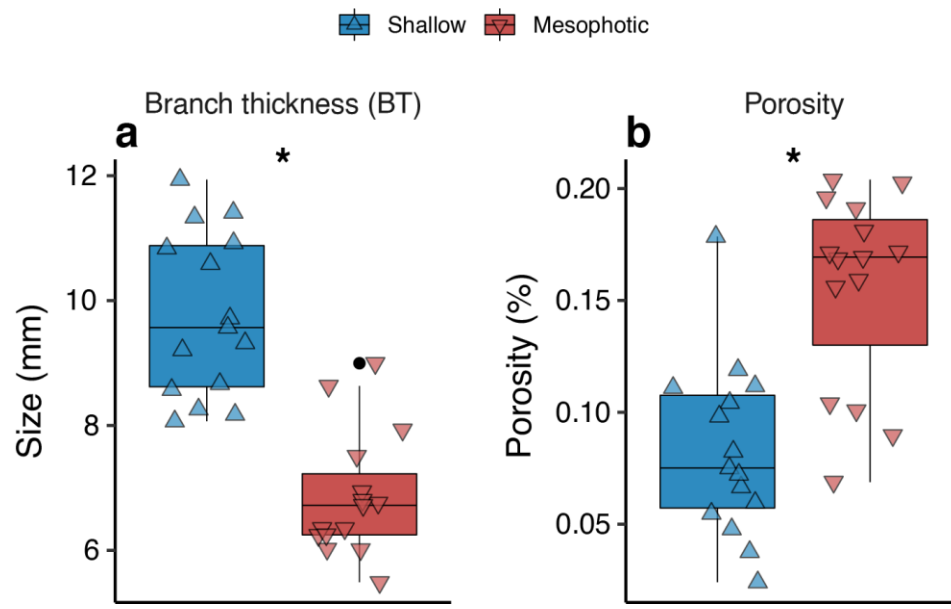 Shallow Mesophotic
Branch thickness (BT)
a
*
Size (mm)
12
10
8
6
Porosity
b
*
Porosity (%)
0.20
0.15
0.10
0.05